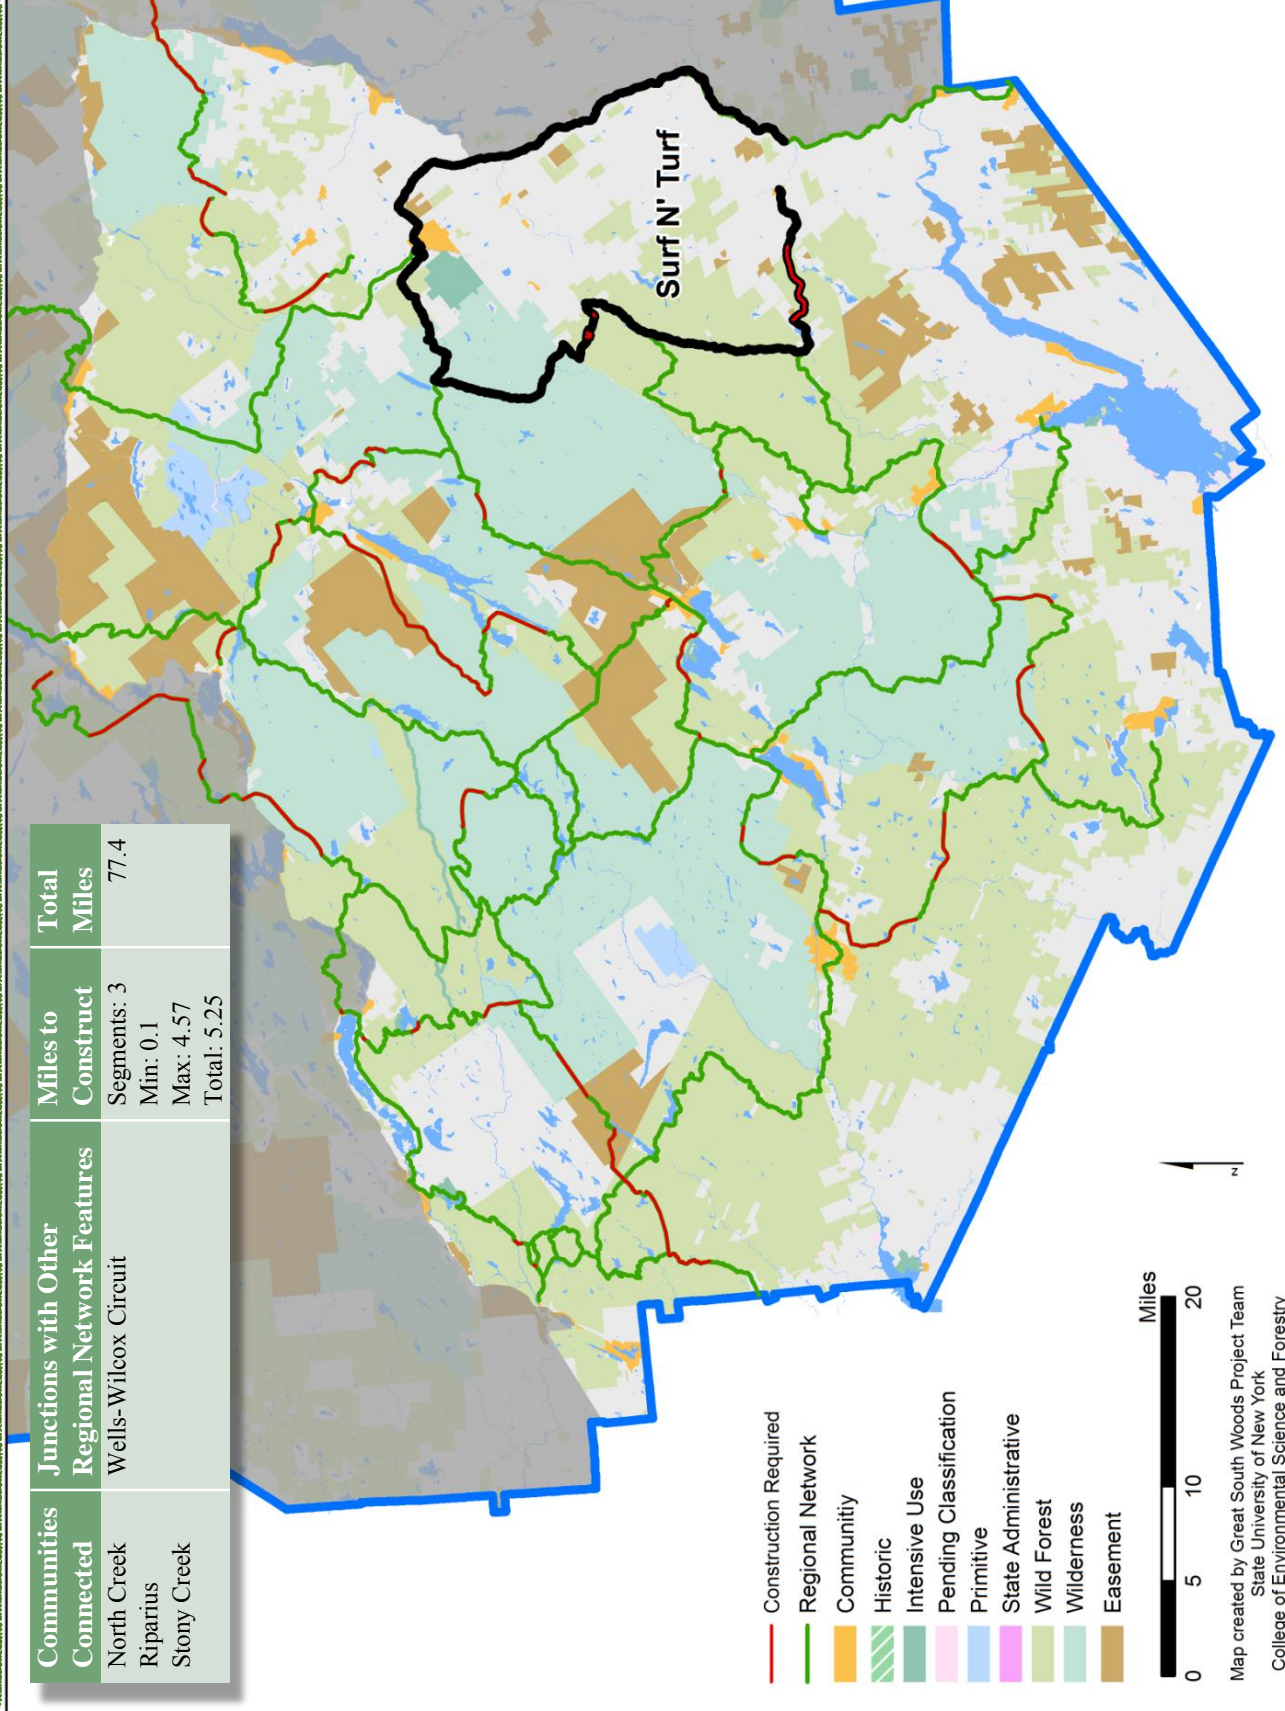 Communities Connected
Junctions with Other Regional Network Features
Miles to Construct
Total Miles
North Creek
Riparius
Stony Creek
Wells-Wilcox Circuit
Segments: 3
Min: 0.1
Max: 4.57
Total: 5.25
77.4
Surf N' Turf
Construction Required
Regional Network
Communitiy
Historic
Intensive Use
Pending Classification
Primitive
State Administrative
Wild Forest
Wilderness
Easement
0 5 10 20
Miles
N
Map created by Great South Woods Project Team
State University of New York
College of Environmental Science and Forestry